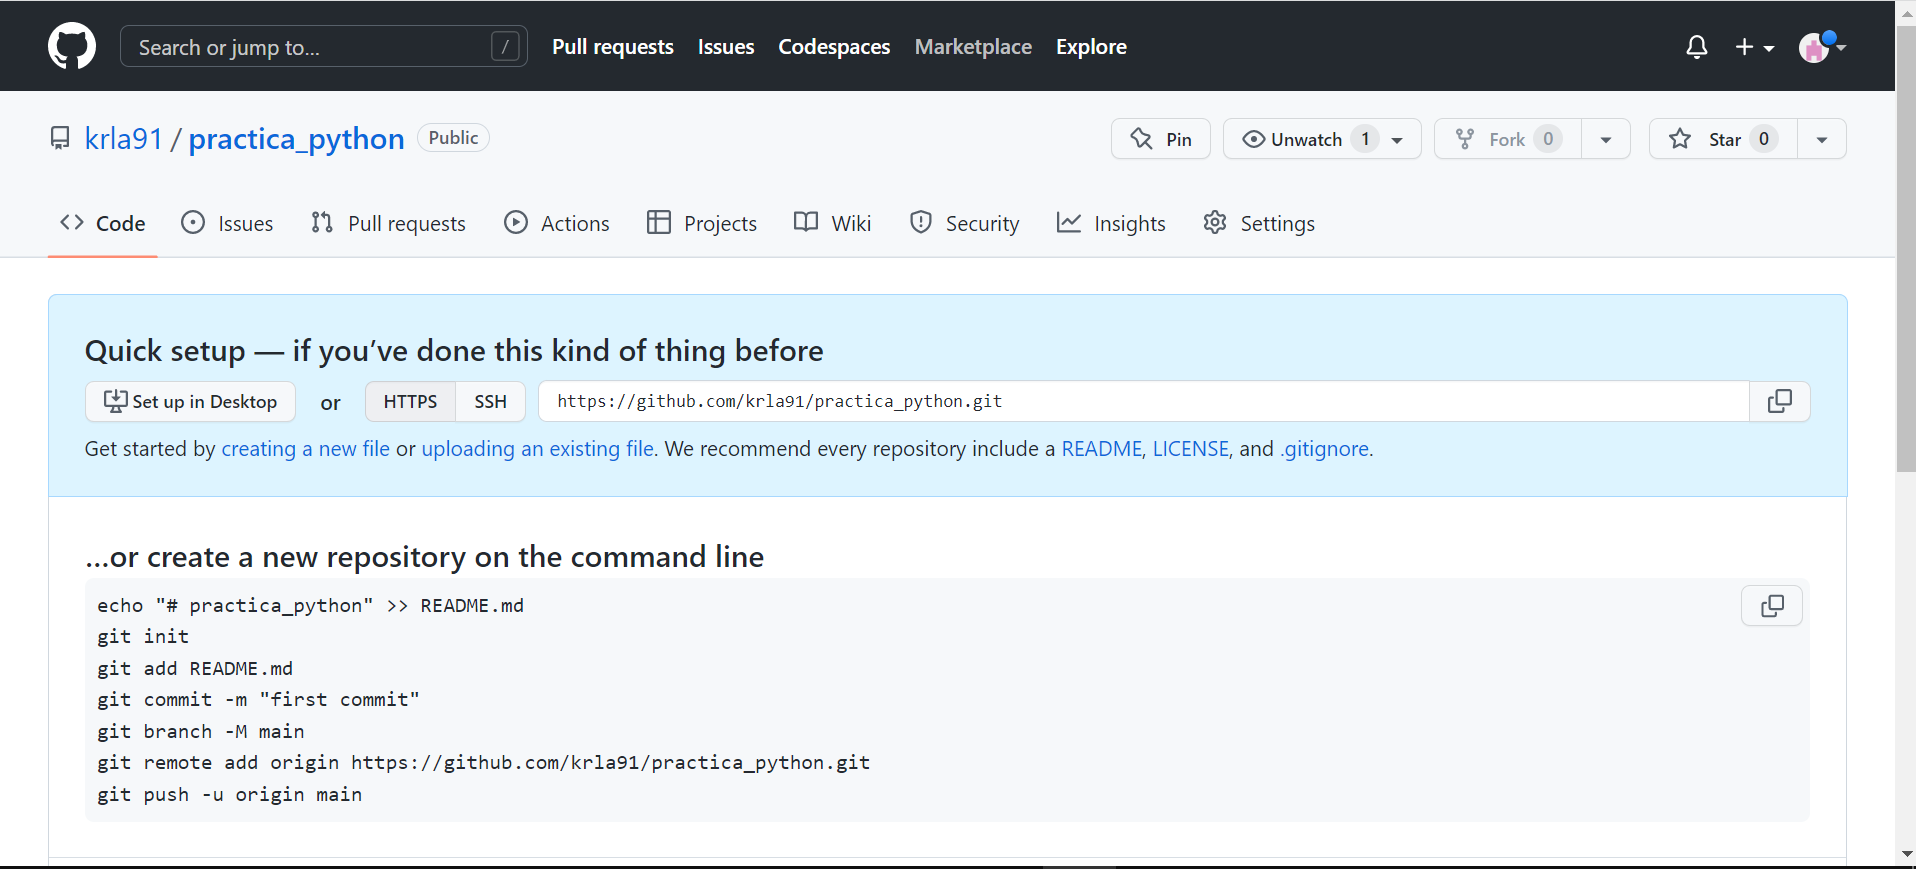 Search or jump to... / Pull requests Issues Codespaces Marketplace Explore
krla91 / practica_python Public Pin Unwatch 1 Fork 0 Star 0
Code Issues Pull requests Actions Projects Wiki Security Insights Settings
Quick setup — if you’ve done this kind of thing before
Set up in Desktop or HTTPS SSH https://github.com/krla91/practica_python.git
Get started by creating a new file or uploading an existing file. We recommend every repository include a README, LICENSE, and .gitignore.
…or create a new repository on the command line
echo "# practica_python" >> README.md
git init
git add README.md
git commit -m "first commit"
git branch -M main
git remote add origin https://github.com/krla91/practica_python.git
git push -u origin main